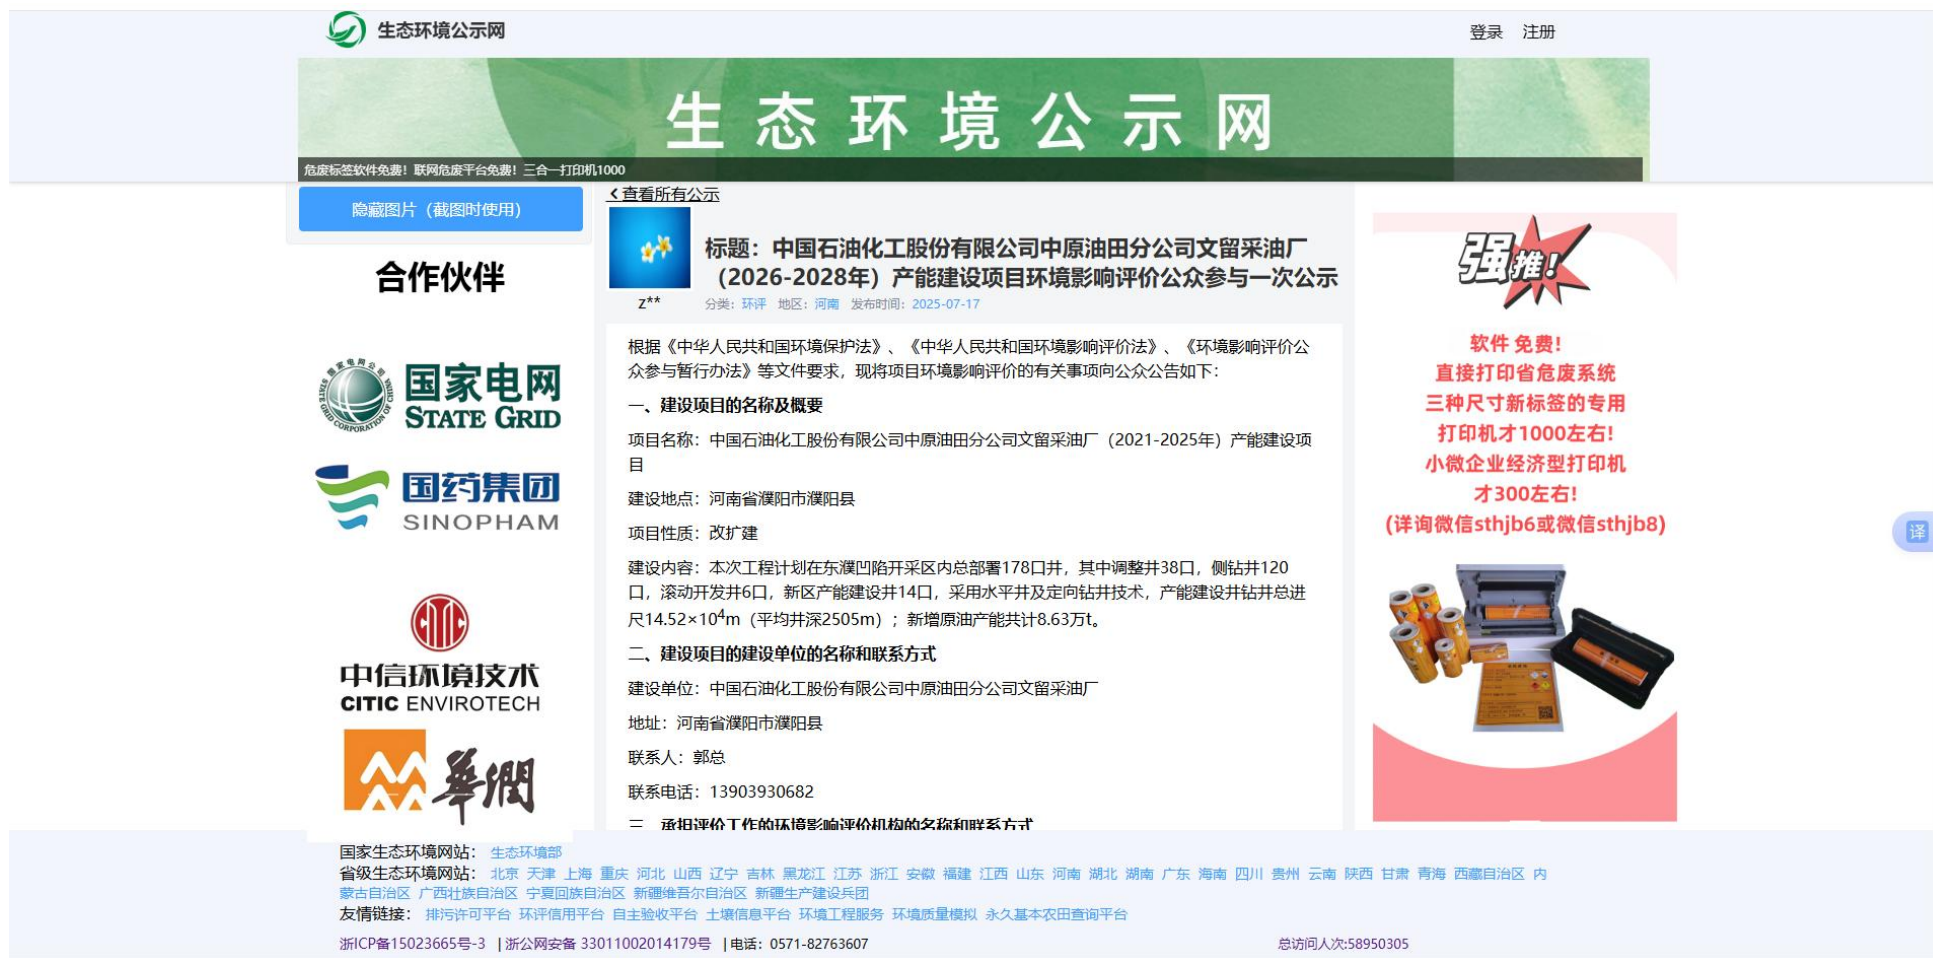 生态环境公示网
登录 注册
生态环境公示网
危废标签软件免费！联网危废平台免费！三合一打印机1000
隐藏图片（截图时使用）
合作伙伴
国家电网
STATE GRID
STATE GRID CORPORATION OF CHINA
国药集团
SINOPHAM
中信环境技术
CITIC ENVIROTECH
華潤
查看所有公示
标题：中国石油化工股份有限公司中原油田分公司文留采油厂
（2026-2028年）产能建设项目环境影响评价公众参与一次公示
z**
分类：环评 地区：河南 发布时间：2025-07-17
根据《中华人民共和国环境保护法》、《中华人民共和国环境影响评价法》、《环境影响评价公
众参与暂行办法》等文件要求，现将项目环境影响评价的有关事项向公众公告如下：
一、建设项目的名称及概要
项目名称：中国石油化工股份有限公司中原油田分公司文留采油厂（2021-2025年）产能建设项
目
建设地点：河南省濮阳市濮阳县
项目性质：改扩建
建设内容：本次工程计划在东濮凹陷开采区内总部署178口井，其中调整井38口，侧钻井120
口，滚动开发井6口，新区产能建设井14口，采用水平井及定向钻井技术，产能建设井钻井总进
尺14.52×10⁴m（平均井深2505m）；新增原油产能共计8.63万t。
二、建设项目的建设单位的名称和联系方式
建设单位：中国石油化工股份有限公司中原油田分公司文留采油厂
地址：河南省濮阳市濮阳县
联系人：郭总
联系电话：13903930682
三、承担评价工作的环境影响评价机构的名称和联系方式
强推！
软件 免费!
直接打印省危废系统
三种尺寸新标签的专用
打印机才1000左右!
小微企业经济型打印机
才300左右!
(详询微信sthjb6或微信sthjb8)
译
国家生态环境网站： 生态环境部
省级生态环境网站： 北京 天津 上海 重庆 河北 山西 辽宁 吉林 黑龙江 江苏 浙江 安徽 福建 江西 山东 河南 湖北 湖南 广东 海南 四川 贵州 云南 陕西 甘肃 青海 西藏自治区 内
蒙古自治区 广西壮族自治区 宁夏回族自治区 新疆维吾尔自治区 新疆生产建设兵团
友情链接： 排污许可平台 环评信用平台 自主验收平台 土壤信息平台 环境工程服务 环境质量模拟 永久基本农田查询平台
浙ICP备15023665号-3 | 浙公网安备 33011002014179号 | 电话：0571-82763607
总访问人次:58950305